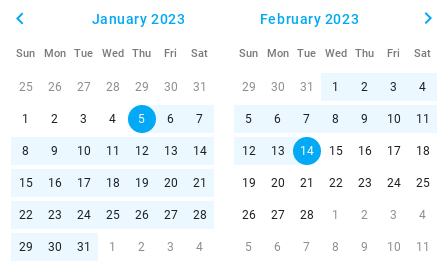 January 2023
Sun Mon Tue Wed Thu Fri Sat
25 26 27 28 29 30 31
1 2 3 4 5 6 7
8 9 10 11 12 13 14
15 16 17 18 19 20 21
22 23 24 25 26 27 28
29 30 31 1 2 3 4
February 2023
Sun Mon Tue Wed Thu Fri Sat
29 30 31 1 2 3 4
5 6 7 8 9 10 11
12 13 14 15 16 17 18
19 20 21 22 23 24 25
26 27 28 1 2 3 4
5 6 7 8 9 10 11